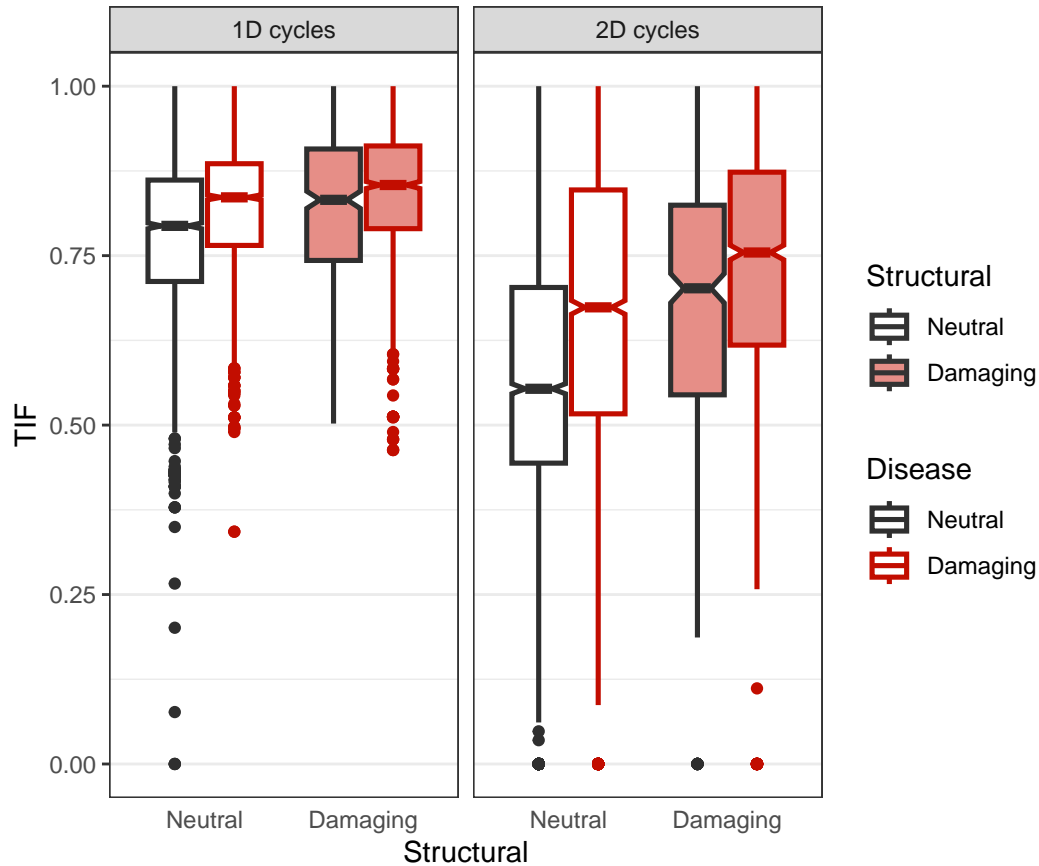 1D cycles
2D cycles
TIF
1.00
0.75
0.50
0.25
0.00
Neutral
Damaging
Neutral
Damaging
Structural
Structural
Neutral
Damaging
Disease
Neutral
Damaging